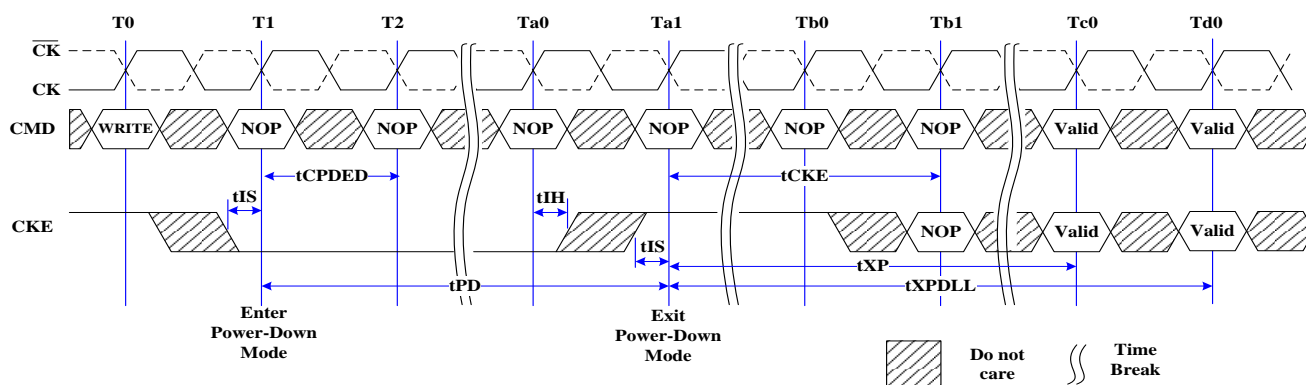 T0 T1 T2 Ta0 Ta1 Tb0 Tb1 Tc0 Td0
CK
CK
CMD WRITE NOP NOP NOP NOP NOP NOP Valid Valid
tCPDED tCKE
tIS tIH
CKE NOP Valid Valid
tIS
tXP
tPD tXPDLL
Enter
Power-Down
Mode
Exit
Power-Down
Mode
Do not
care
Time
Break